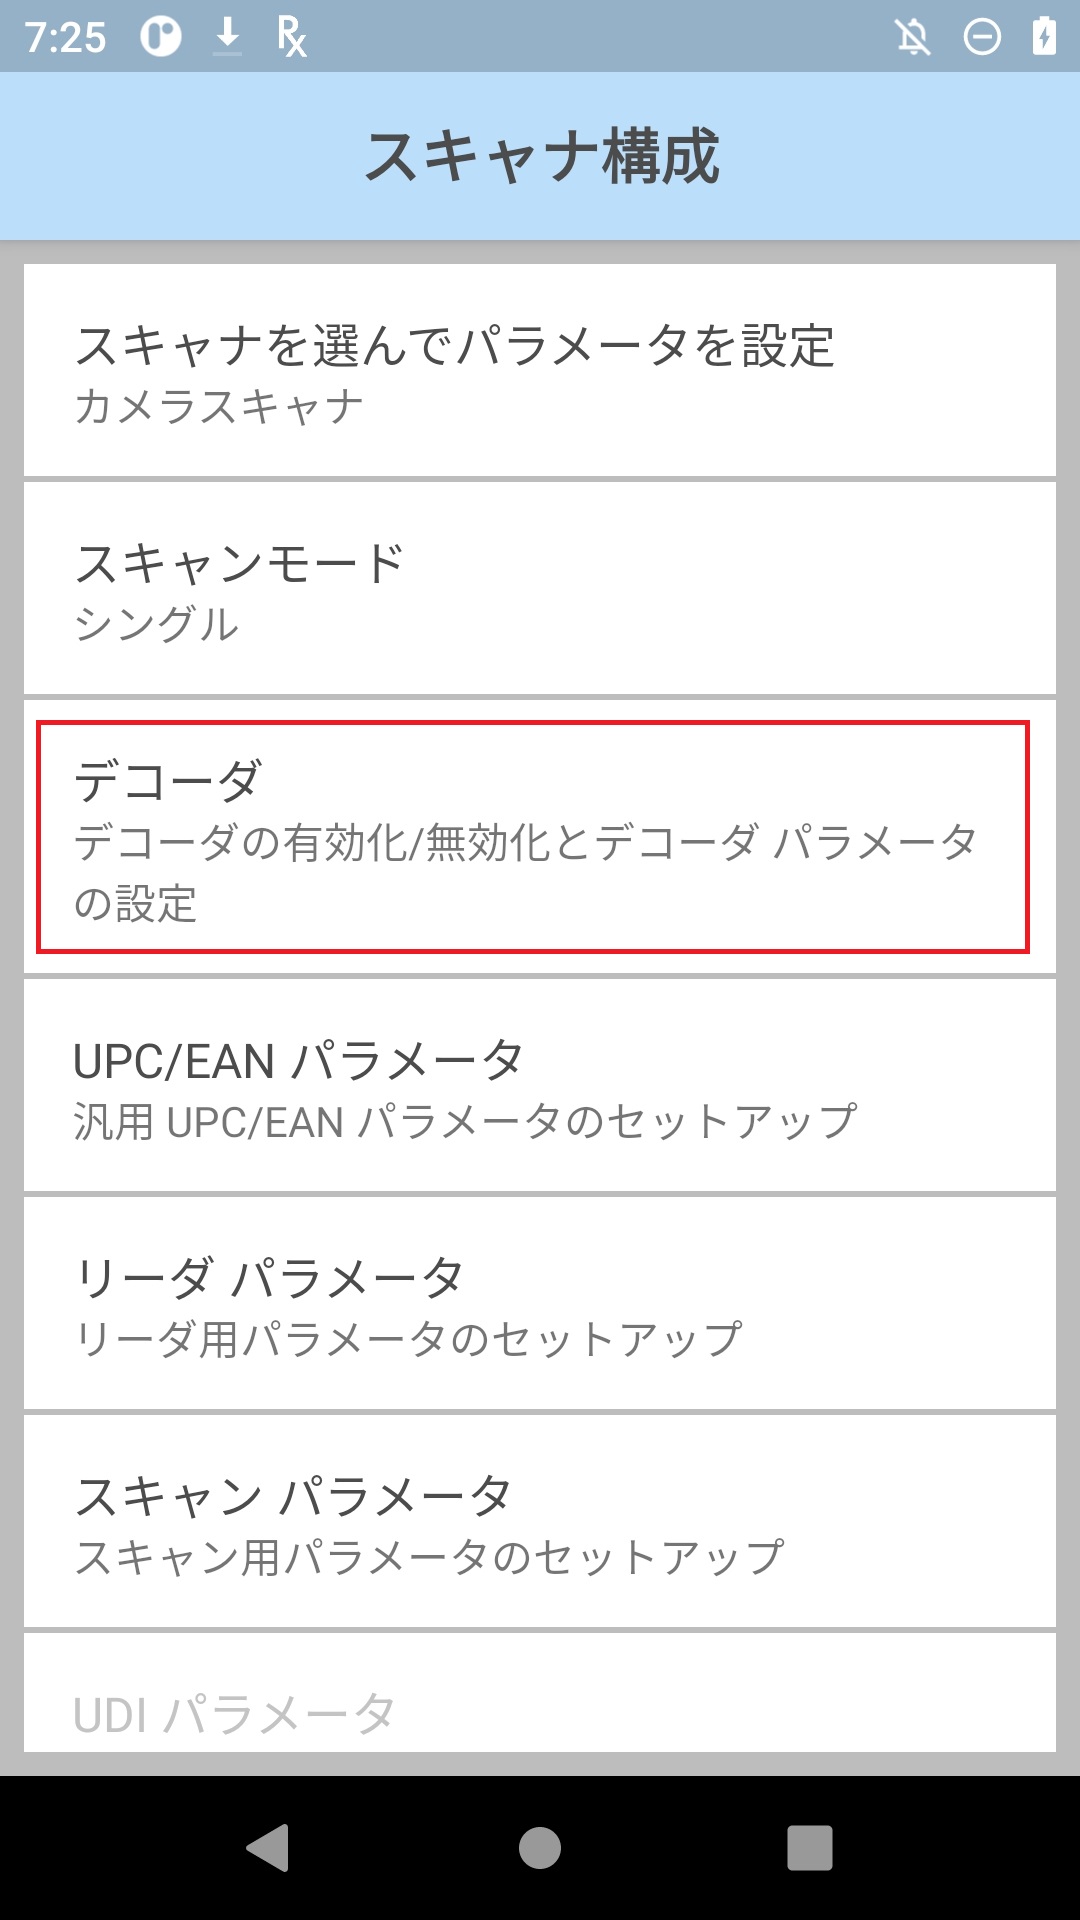 7:25
スキャナ構成
スキャナを選んでパラメータを設定
カメラスキャナ
スキャンモード
シングル
デコーダ
デコーダの有効化/無効化とデコーダ パラメータ
の設定
UPC/EAN パラメータ
汎用 UPC/EAN パラメータのセットアップ
リーダ パラメータ
リーダ用パラメータのセットアップ
スキャン パラメータ
スキャン用パラメータのセットアップ
UDI パラメータ